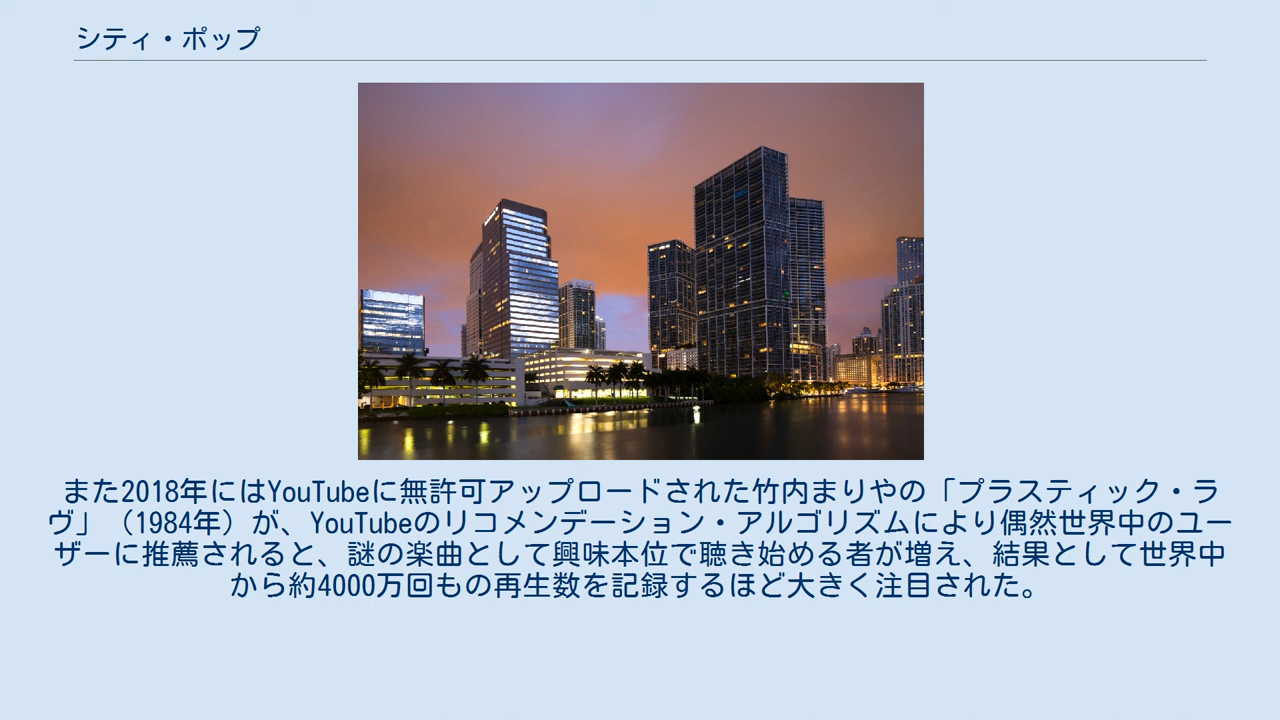 シティ・ポップ
また2018年にはYouTubeに無許可アップロードされた竹内まりやの「プラスティック・ラ
ヴ」（1984年）が、YouTubeのリコメンデーション・アルゴリズムにより偶然世界中のユー
ザーに推薦されると、謎の楽曲として興味本位で聴き始める者が増え、結果として世界中
から約4000万回もの再生数を記録するほど大きく注目された。